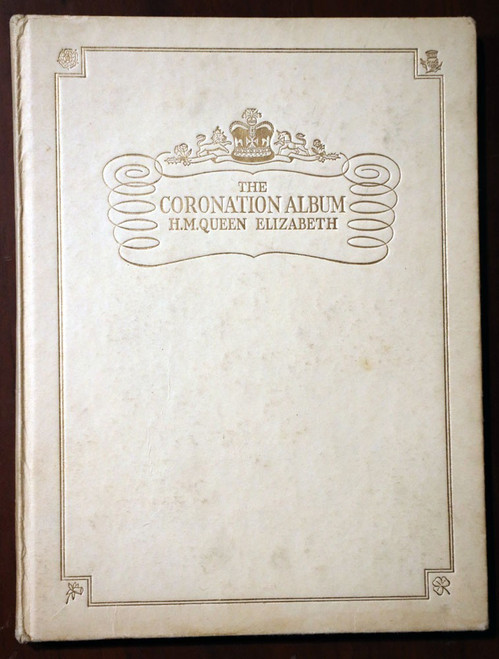 THE
CORONATION ALBUM
H.M.QUEEN ELIZABETH